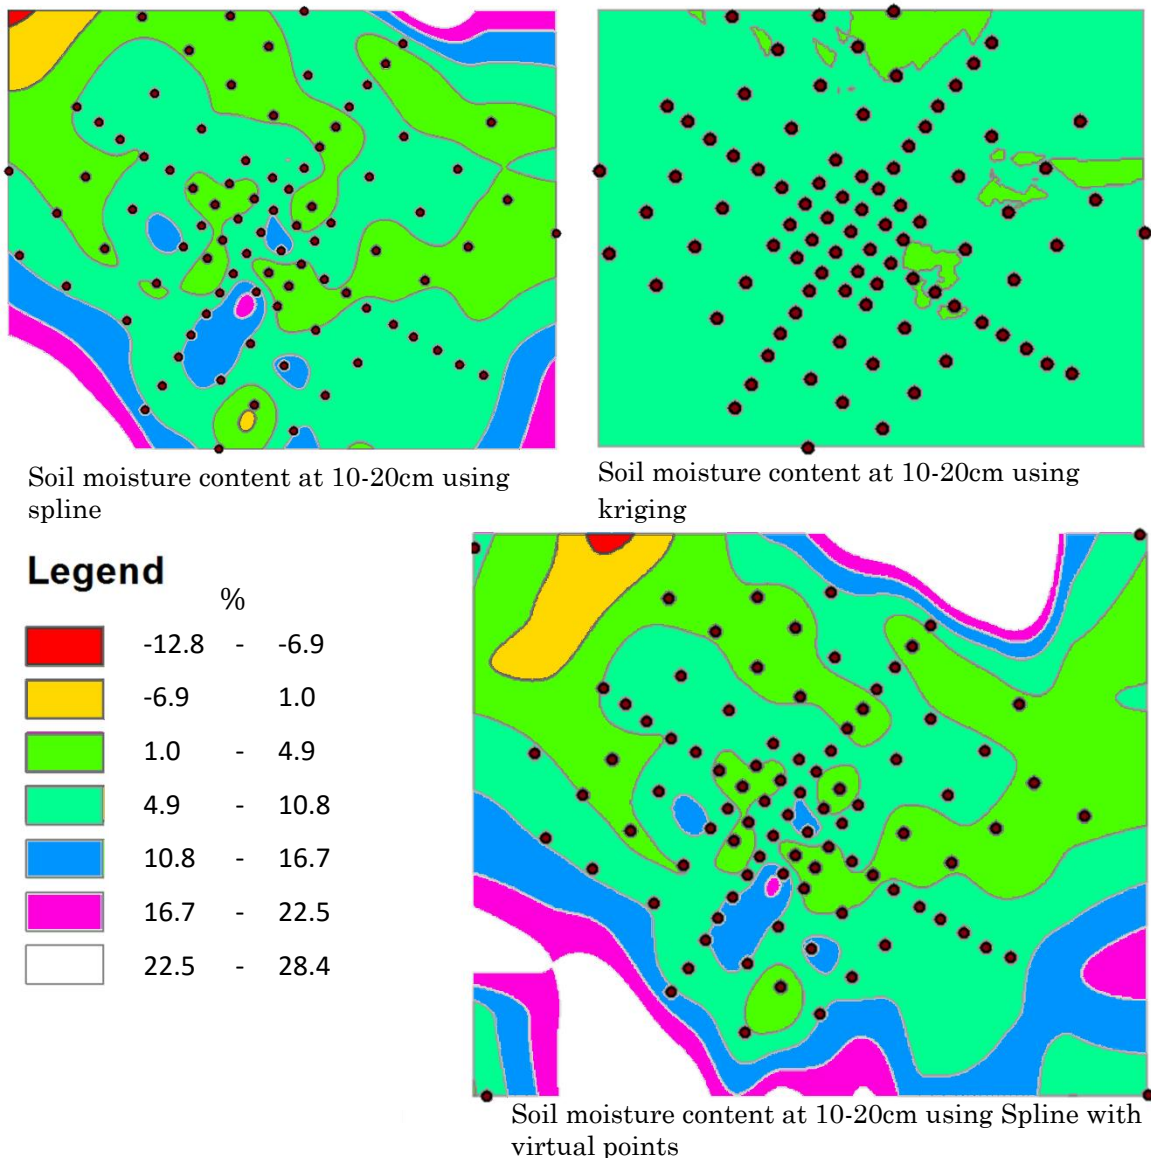 Soil moisture content at 10-20cm using
spline
Soil moisture content at 10-20cm using
kriging
Legend
%
-12.8 - -6.9
-6.9 1.0
1.0 - 4.9
4.9 - 10.8
10.8 - 16.7
16.7 - 22.5
22.5 - 28.4
Soil moisture content at 10-20cm using Spline with
virtual points